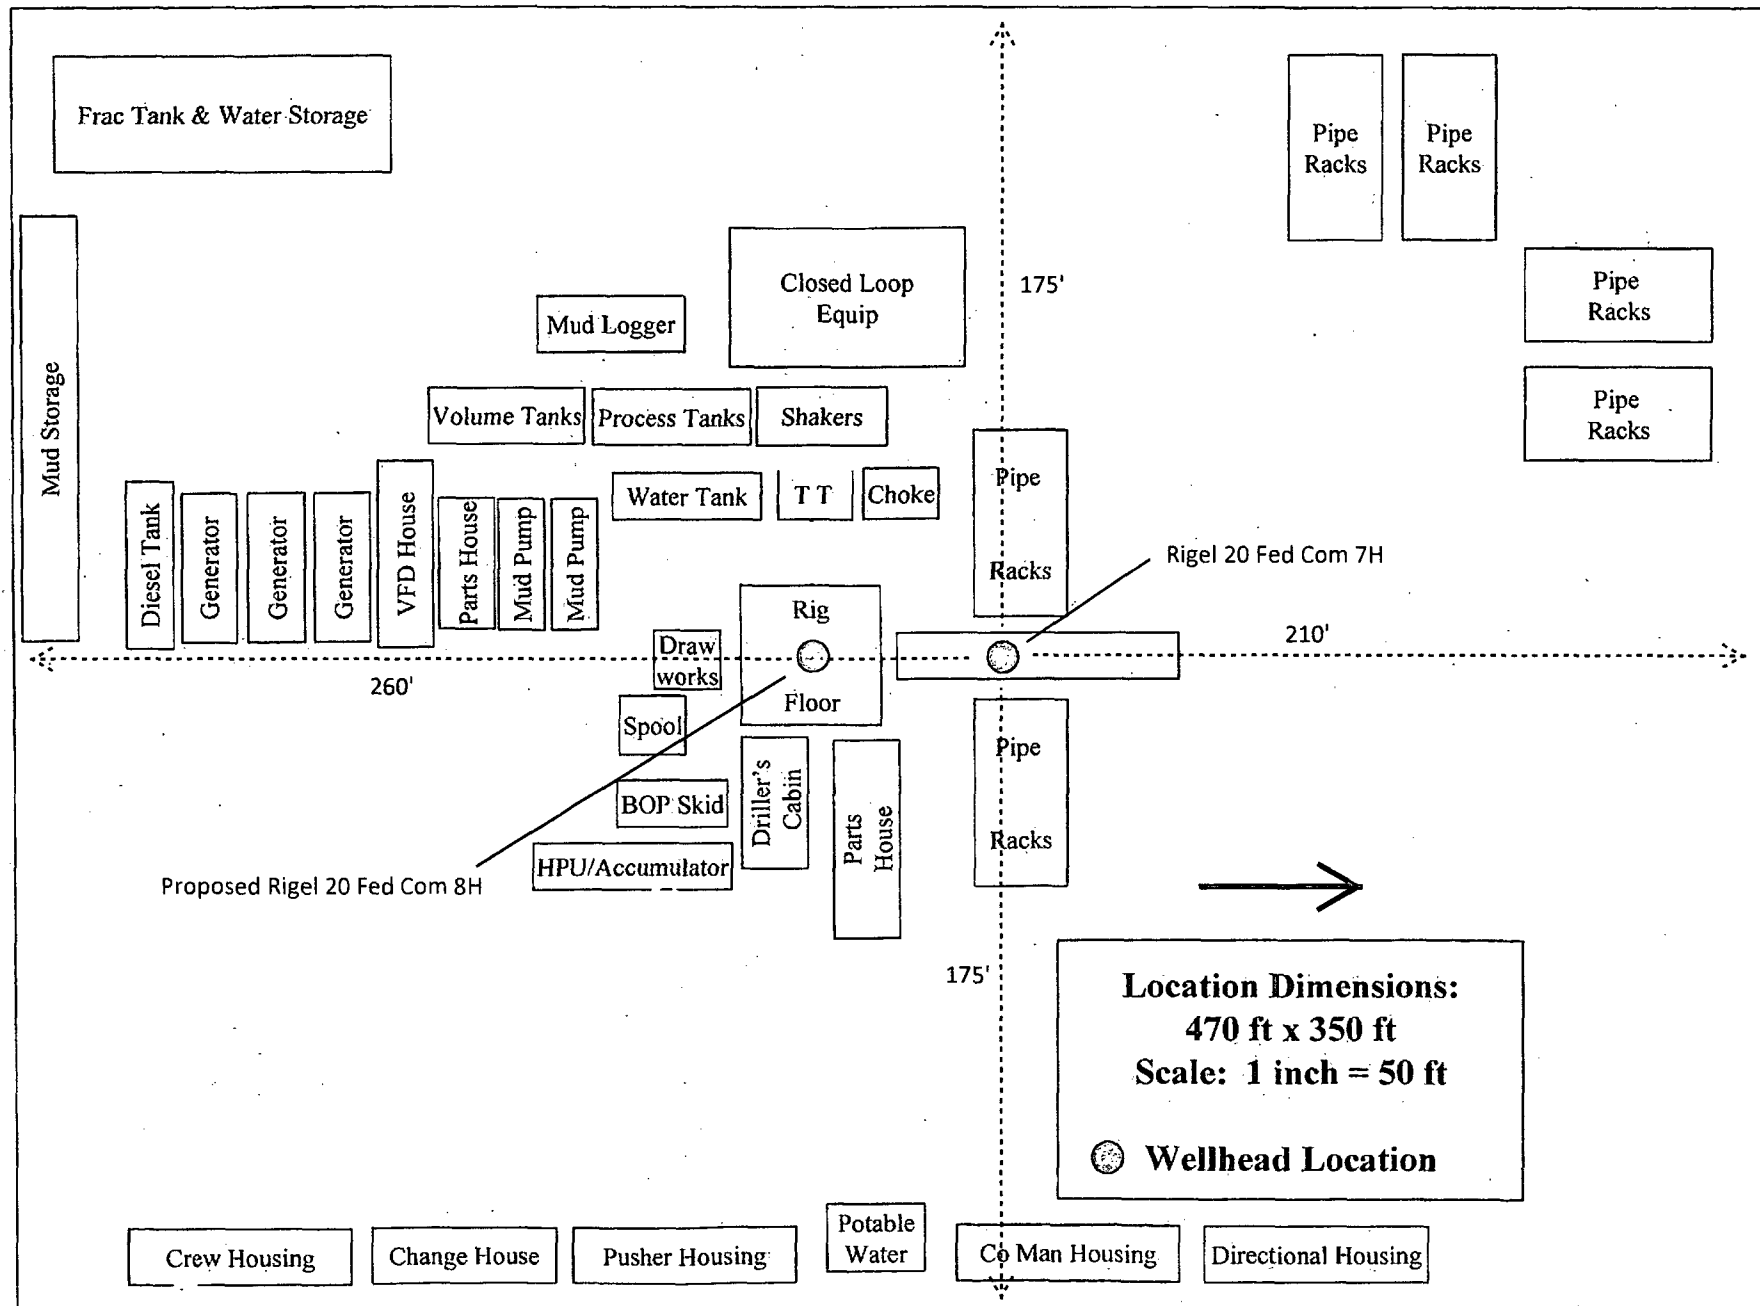 Frac Tank & Water Storage
Pipe
Racks
Pipe
Racks
175'
Closed Loop
Equip
Mud Logger
Pipe
Racks
Pipe
Racks
Mud Storage
Volume Tanks
Process Tanks
Shakers
Water Tank
T T
Choke
Pipe
Racks
Diesel Tank
Generator
Generator
Generator
VFD House
Parts House
Mud Pump
Mud Pump
Rigel 20 Fed Com 7H
Rig
Floor
210'
260'
Draw
works
Spool
BOP Skid
HPU/Accumulator
Driller's
Cabin
Parts
House
Pipe
Racks
Proposed Rigel 20 Fed Com 8H
175'
Location Dimensions:
470 ft x 350 ft
Scale: 1 inch = 50 ft
Wellhead Location
Crew Housing
Change House
Pusher Housing
Potable
Water
Co Man Housing
Directional Housing